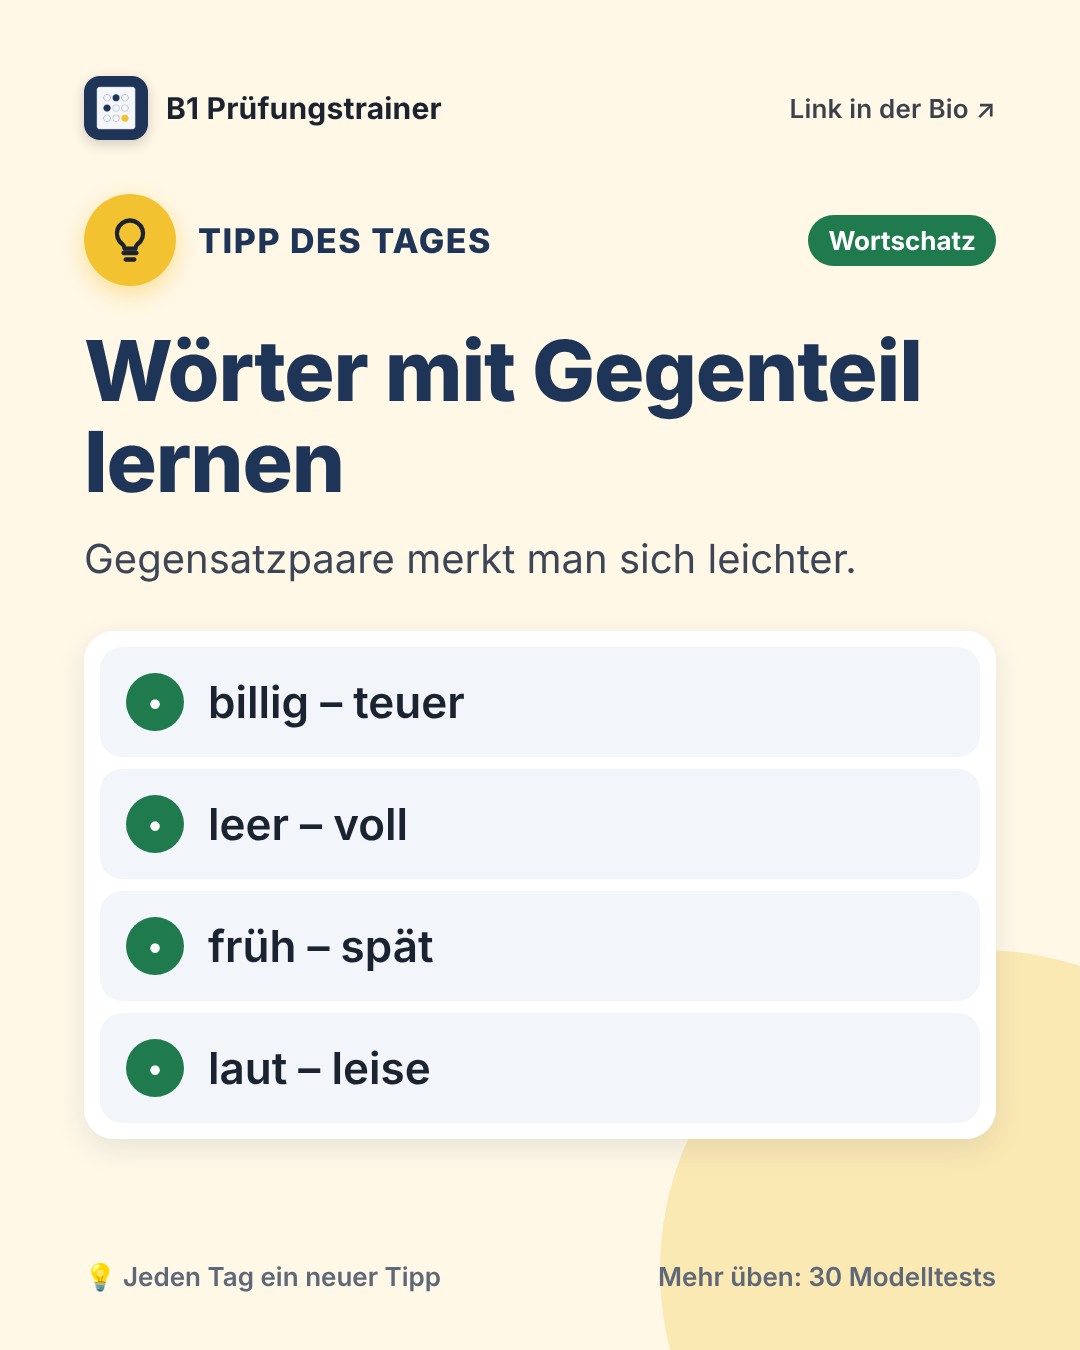 B1 Prüfungstrainer
Link in der Bio ↗
TIPP DES TAGES
Wortschatz
Wörter mit Gegenteil
lernen
Gegensatzpaare merkt man sich leichter.
billig – teuer
leer – voll
früh – spät
laut – leise
💡 Jeden Tag ein neuer Tipp
Mehr üben: 30 Modelltests